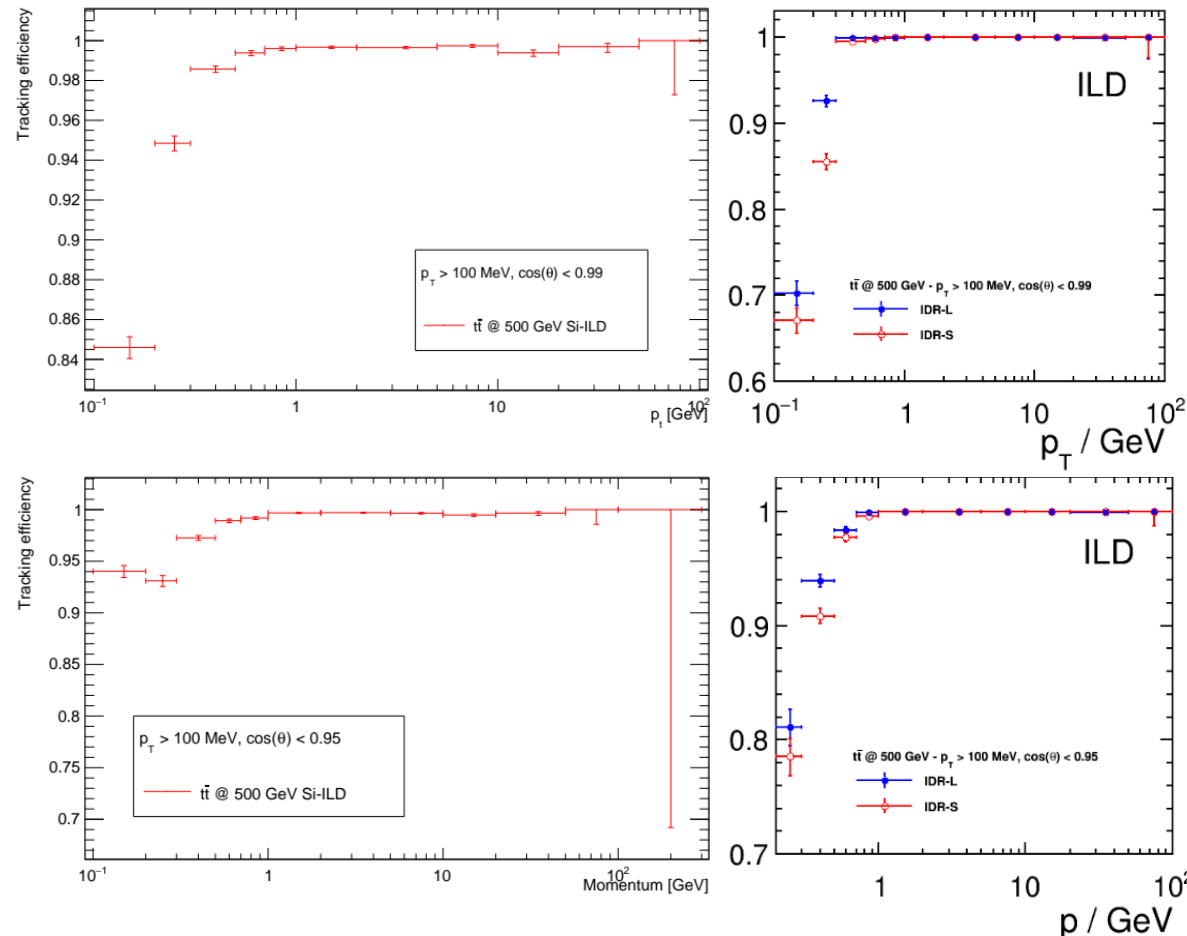 Tracking efficiency
1
0.98
0.96
0.94
0.92
0.9
0.88
0.86
0.84
p_T > 100 MeV, cos(θ) < 0.99
tt̄ @ 500 GeV Si-ILD
10⁻¹ 1 10 10²
p_t [GeV]
1
0.9
0.8
0.7
0.6
ILD
tt̄ @ 500 GeV - p_T > 100 MeV, cos(θ) < 0.99
IDR-L
IDR-S
10⁻¹ 1 10 10²
p_T / GeV
Tracking efficiency
1
0.95
0.9
0.85
0.8
0.75
0.7
p_T > 100 MeV, cos(θ) < 0.95
tt̄ @ 500 GeV Si-ILD
10⁻¹ 1 10 10²
Momentum [GeV]
1
0.9
0.8
0.7
ILD
tt̄ @ 500 GeV - p_T > 100 MeV, cos(θ) < 0.95
IDR-L
IDR-S
1 10 10²
p / GeV